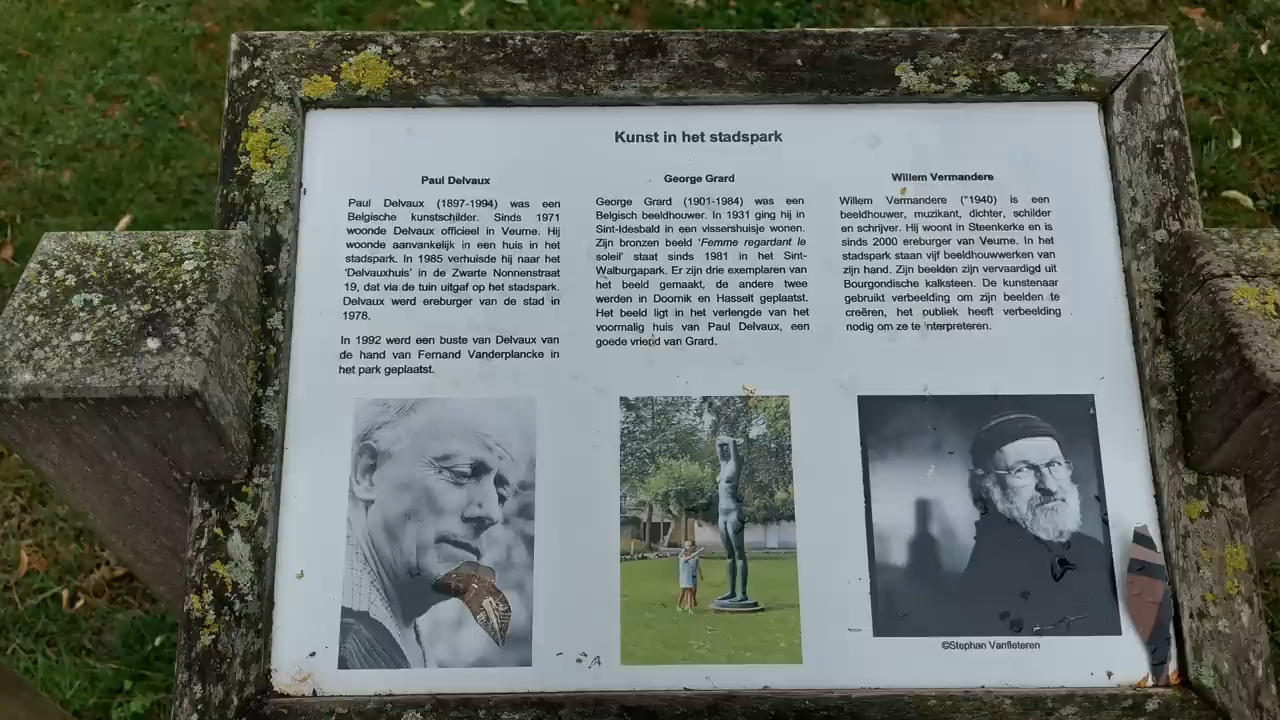 Kunst in het stadspark
Paul Delvaux
Paul Delvaux (1897-1994) was een
Belgische kunstschilder. Sinds 1971
woonde Delvaux officieel in Veurne. Hij
woonde aanvankelijk in een huis in het
stadspark. In 1985 verhuisde hij naar het
'Delvauxhuis' in de Zwarte Nonnenstraat
19, dat via de tuin uitgaf op het stadspark.
Delvaux werd ereburger van de stad in
1978.
In 1992 werd een buste van Delvaux van
de hand van Fernand Vanderplancke in
het park geplaatst.
George Grard
George Grard (1901-1984) was een
Belgisch beeldhouwer. In 1931 ging hij in
Sint-Idesbald in een vissershuisje wonen.
Zijn bronzen beeld 'Femme regardant le
soleil' staat sinds 1981 in het Sint-
Walburgapark. Er zijn drie exemplaren van
het beeld gemaakt, de andere twee
werden in Doornik en Hasselt geplaatst.
Het beeld ligt in het verlengde van het
voormalig huis van Paul Delvaux, een
goede vriend van Grard.
Willem Vermandere
Willem Vermandere (°1940) is een
beeldhouwer, muzikant, dichter, schilder
en schrijver. Hij woont in Steenkerke en is
sinds 2000 ereburger van Veurne. In het
stadspark staan vijf beeldhouwwerken van
zijn hand. Zijn beelden zijn vervaardigd uit
Bourgondische kalksteen. De kunstenaar
gebruikt verbeelding om zijn beelden te
creëren, het publiek heeft verbeelding
nodig om ze te interpreteren.
©Stephan Vanfleteren